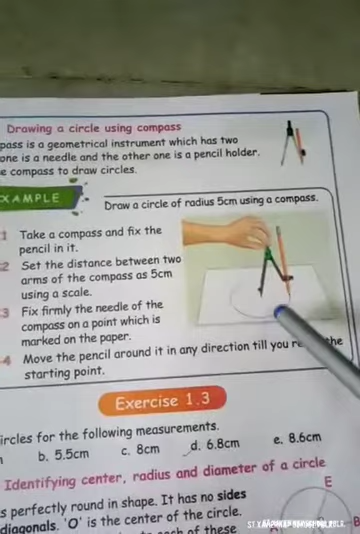 Drawing a circle using compass
pass is a geometrical instrument which has two
one is a needle and the other one is a pencil holder.
e compass to draw circles.
XAMPLE
Draw a circle of radius 5cm using a compass.
1 Take a compass and fix the
pencil in it.
2 Set the distance between two
arms of the compass as 5cm
using a scale.
3 Fix firmly the needle of the
compass on a point which is
marked on the paper.
4 Move the pencil around it in any direction till you re the
starting point.
Exercise 1.3
ircles for the following measurements.
b. 5.5cm c. 8cm d. 6.8cm e. 8.6cm
Identifying center, radius and diameter of a circle
s perfectly round in shape. It has no sides
diagonals. 'O' is the center of the circle.
each of these
E
B